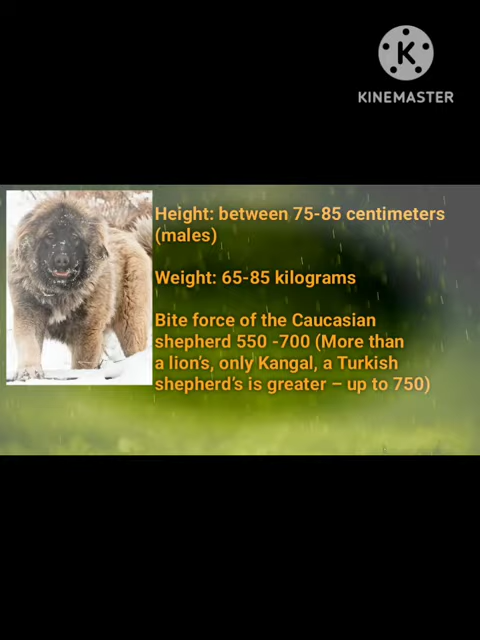 KINEMASTER
Height: between 75-85 centimeters
(males)
Weight: 65-85 kilograms
Bite force of the Caucasian
shepherd 550 -700 (More than
a lion's, only Kangal, a Turkish
shepherd's is greater – up to 750)